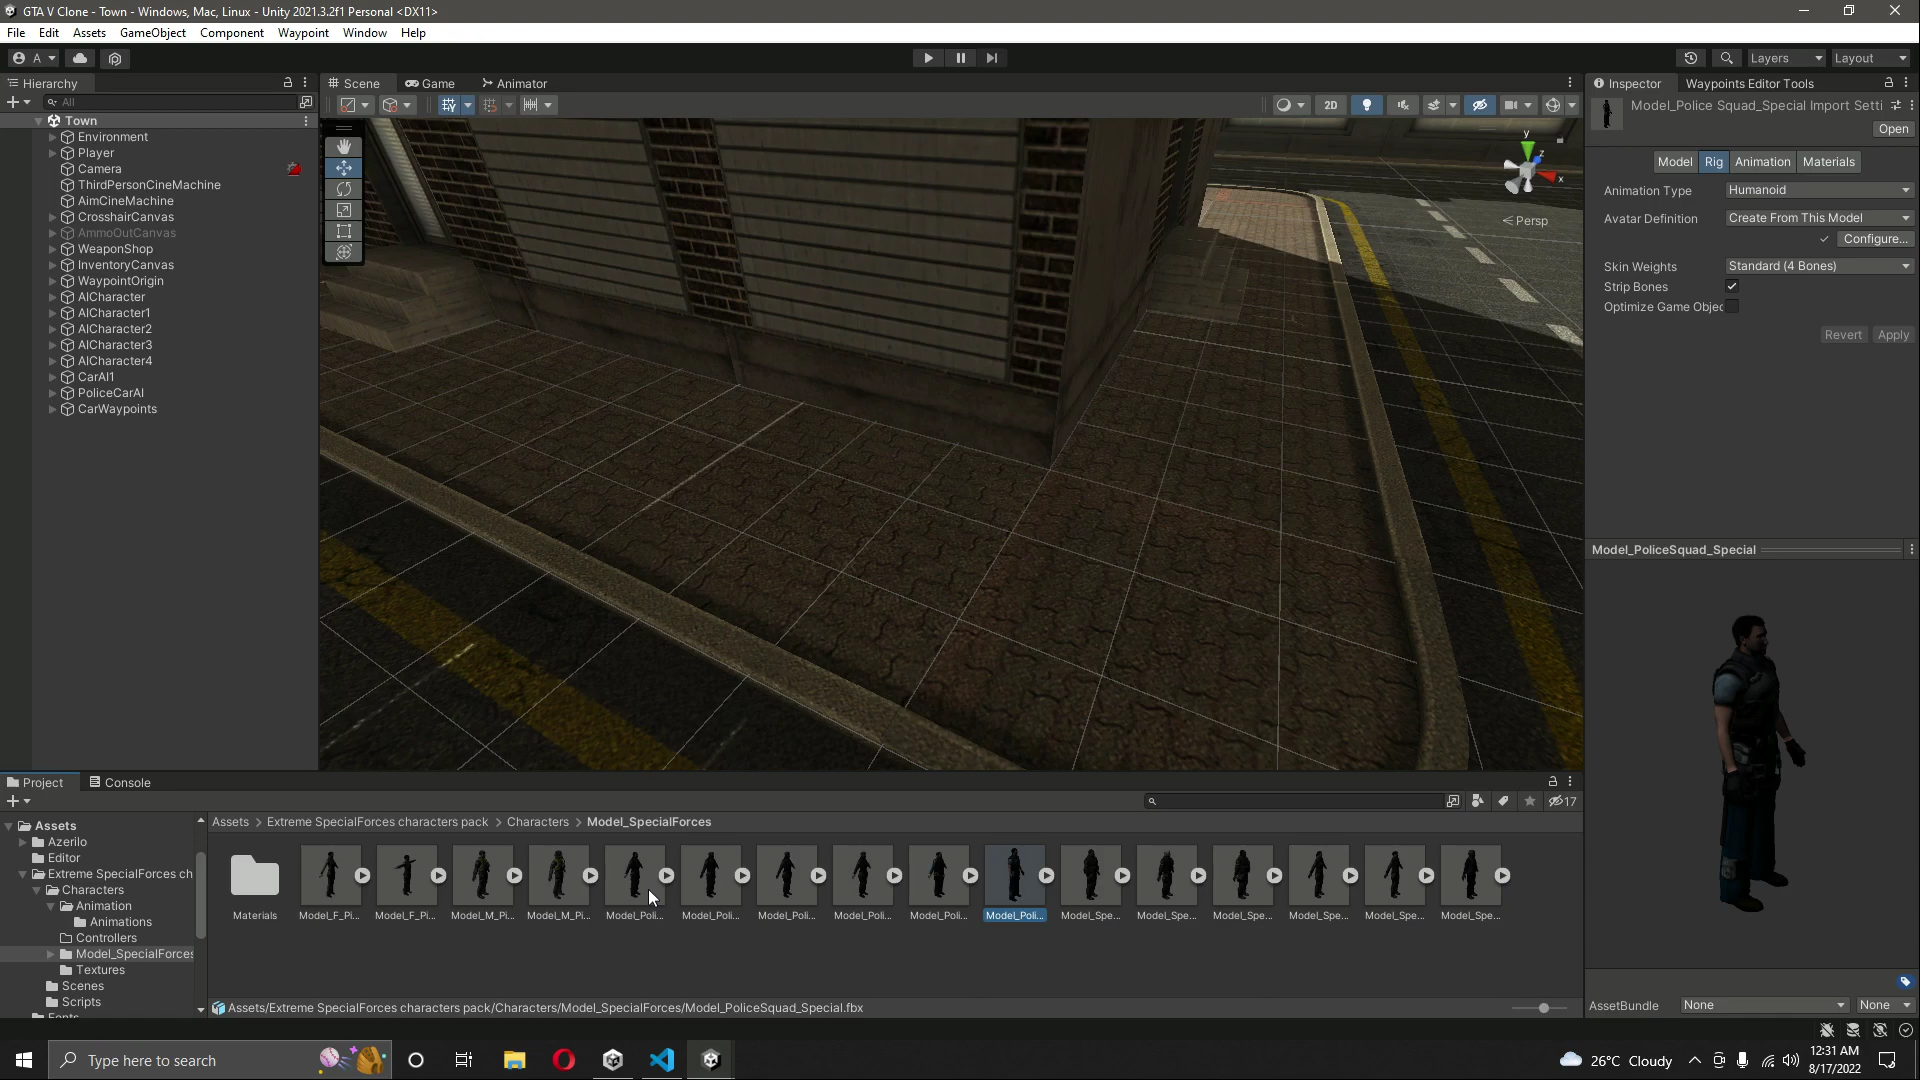 GTA V Clone - Town - Windows, Mac, Linux - Unity 2021.3.2f1 Personal <DX11>
File Edit Assets GameObject Component Waypoint Window Help
A
Layers
Layout
Hierarchy
All
Town
Environment
Player
Camera
ThirdPersonCineMachine
AimCineMachine
CrosshairCanvas
AmmoOutCanvas
WeaponShop
InventoryCanvas
WaypointOrigin
AICharacter
AICharacter1
AICharacter2
AICharacter3
AICharacter4
CarAI1
PoliceCarAI
CarWaypoints
Scene Game Animator
2D
y
z
x
Persp
Inspector Waypoints Editor Tools
Model_Police Squad_Special Import Setti
Open
Model Rig Animation Materials
Animation Type Humanoid
Avatar Definition Create From This Model
Configure...
Skin Weights Standard (4 Bones)
Strip Bones
Optimize Game Objec
Revert Apply
Model_PoliceSquad_Special
AssetBundle None None
Project Console
17
Assets
Azerilo
Editor
Extreme SpecialForces ch
Characters
Animation
Animations
Controllers
Model_SpecialForces
Textures
Scenes
Scripts
Fonts
Assets > Extreme SpecialForces characters pack > Characters > Model_SpecialForces
Materials Model_F_Pi... Model_F_Pi... Model_M_Pi... Model_M_Pi... Model_Poli... Model_Poli... Model_Poli... Model_Poli... Model_Poli... Model_Poli... Model_Spe... Model_Spe... Model_Spe... Model_Spe... Model_Spe... Model_Spe...
Assets/Extreme SpecialForces characters pack/Characters/Model_SpecialForces/Model_PoliceSquad_Special.fbx
Type here to search
26°C Cloudy
12:31 AM
8/17/2022